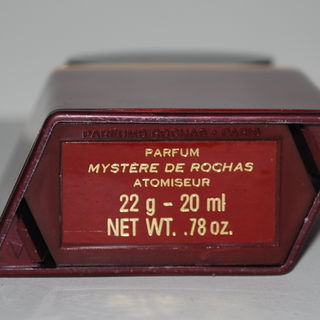 PARFUMS ROCHAS • PARIS
PARFUM
MYSTÈRE DE ROCHAS
ATOMISEUR
22 g - 20 ml
NET WT. .78 oz.